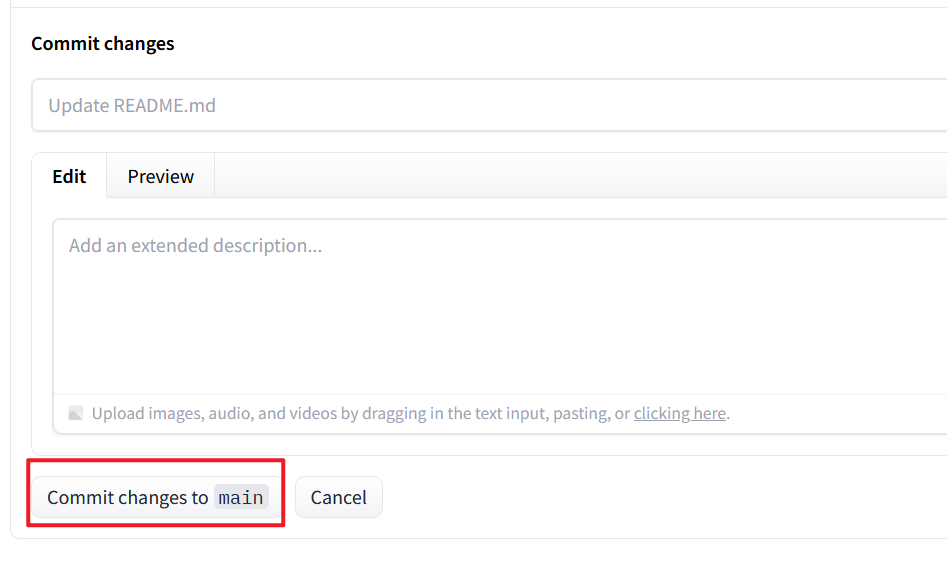 Commit changes
Update README.md
Edit Preview
Add an extended description...
Upload images, audio, and videos by dragging in the text input, pasting, or clicking here.
Commit changes to main Cancel